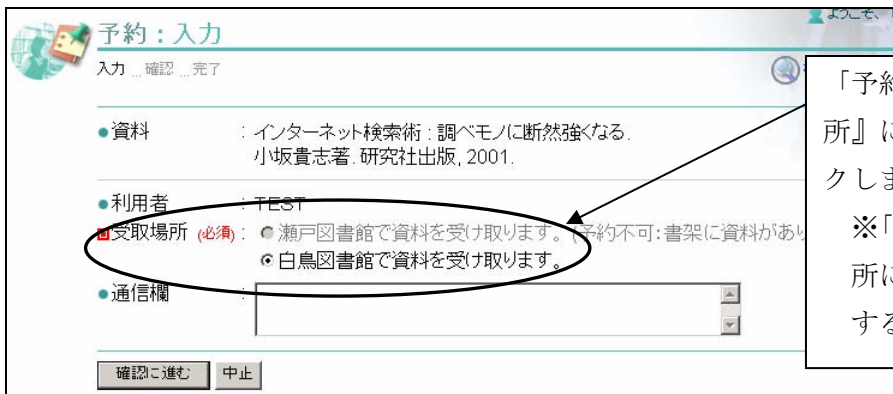 ようこそ、
予約：入力
入力 ... 確認 ... 完了
●資料 : インターネット検索術 : 調ベモノに断然強くなる.
小坂貴志著. 研究社出版, 2001.
●利用者 : TEST
受取場所 (必須) : 瀬戸図書館で資料を受け取ります。(予約不可:書架に資料があり
白鳥図書館で資料を受け取ります。
●通信欄 :
確認に進む 中止
「予約
所』に
クしま
※「
所に
する